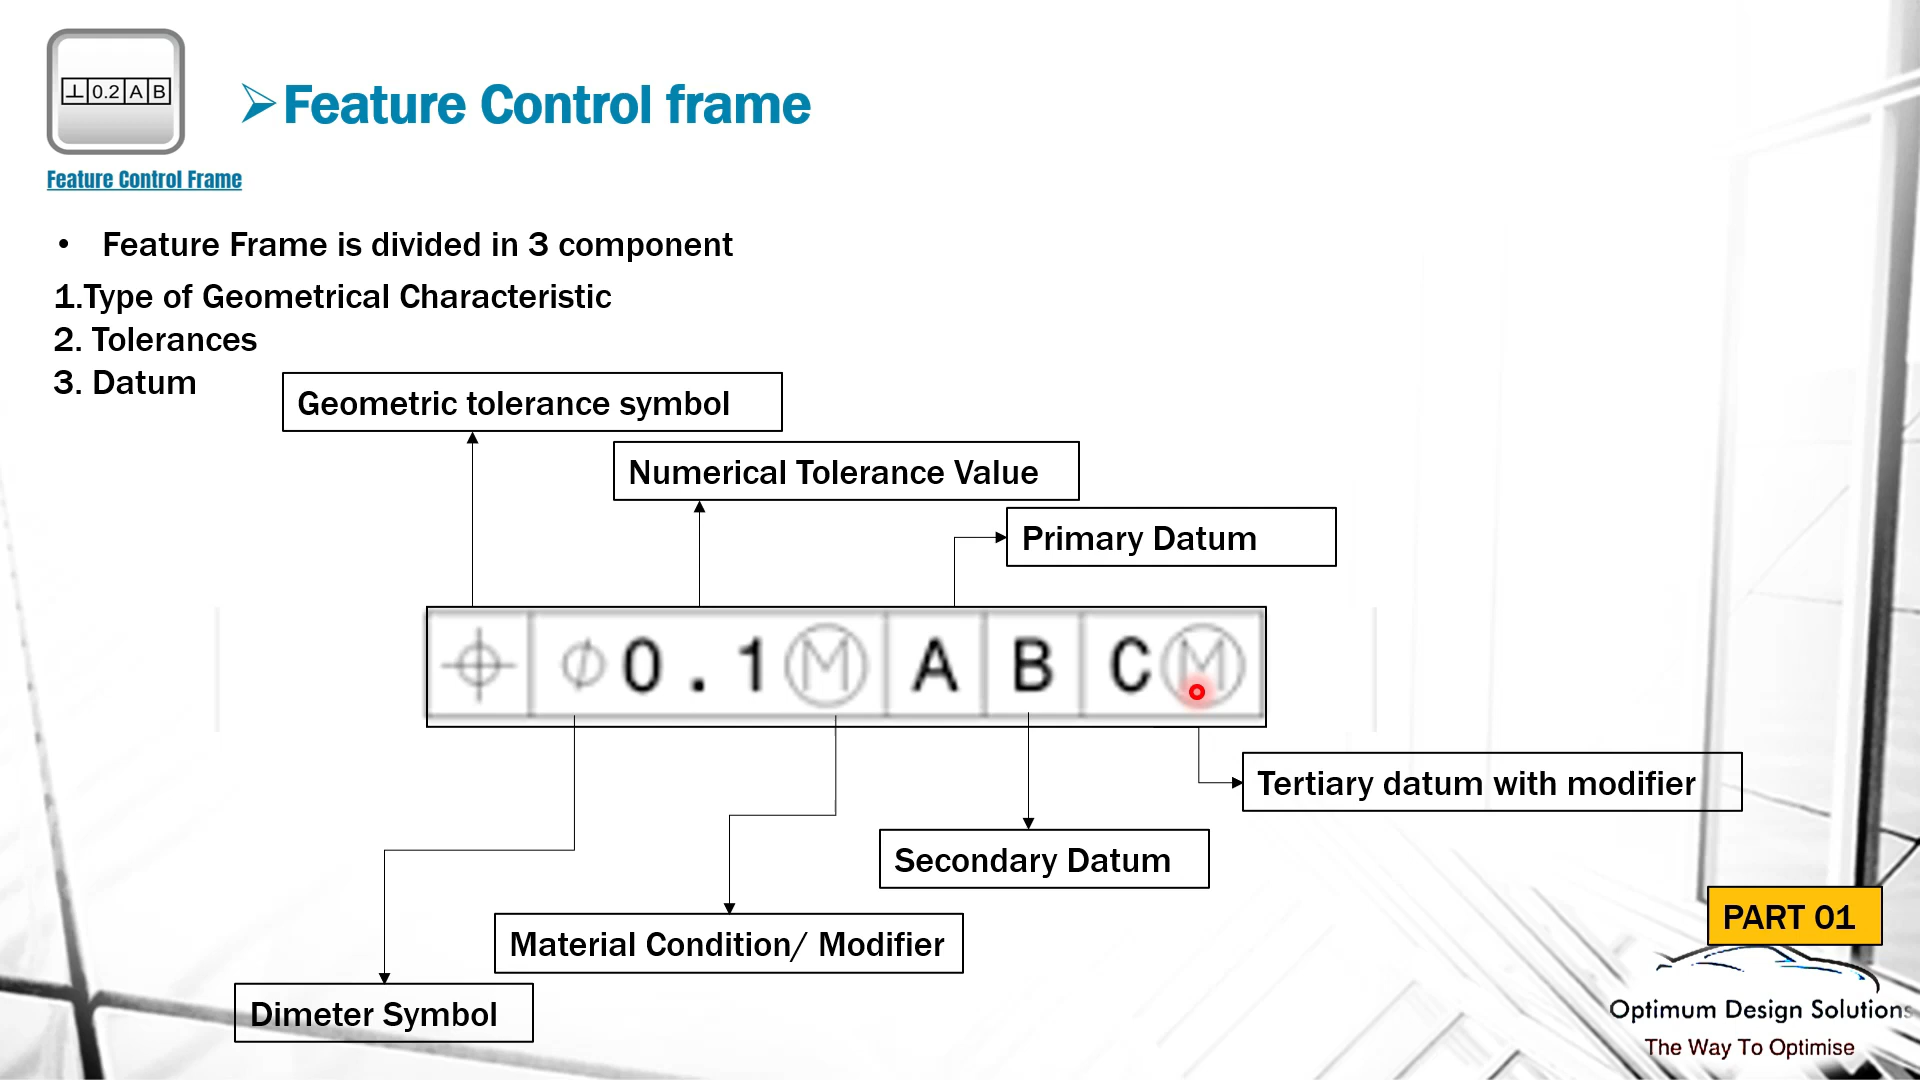 ⊥ 0.2 A B
➢Feature Control frame
Feature Control Frame
• Feature Frame is divided in 3 component
1.Type of Geometrical Characteristic
2. Tolerances
3. Datum
Geometric tolerance symbol
Numerical Tolerance Value
Primary Datum
⌖ ⌀0.1Ⓜ A B CⓂ
Tertiary datum with modifier
Secondary Datum
Material Condition/ Modifier
Dimeter Symbol
PART 01
Optimum Design Solutions
The Way To Optimise